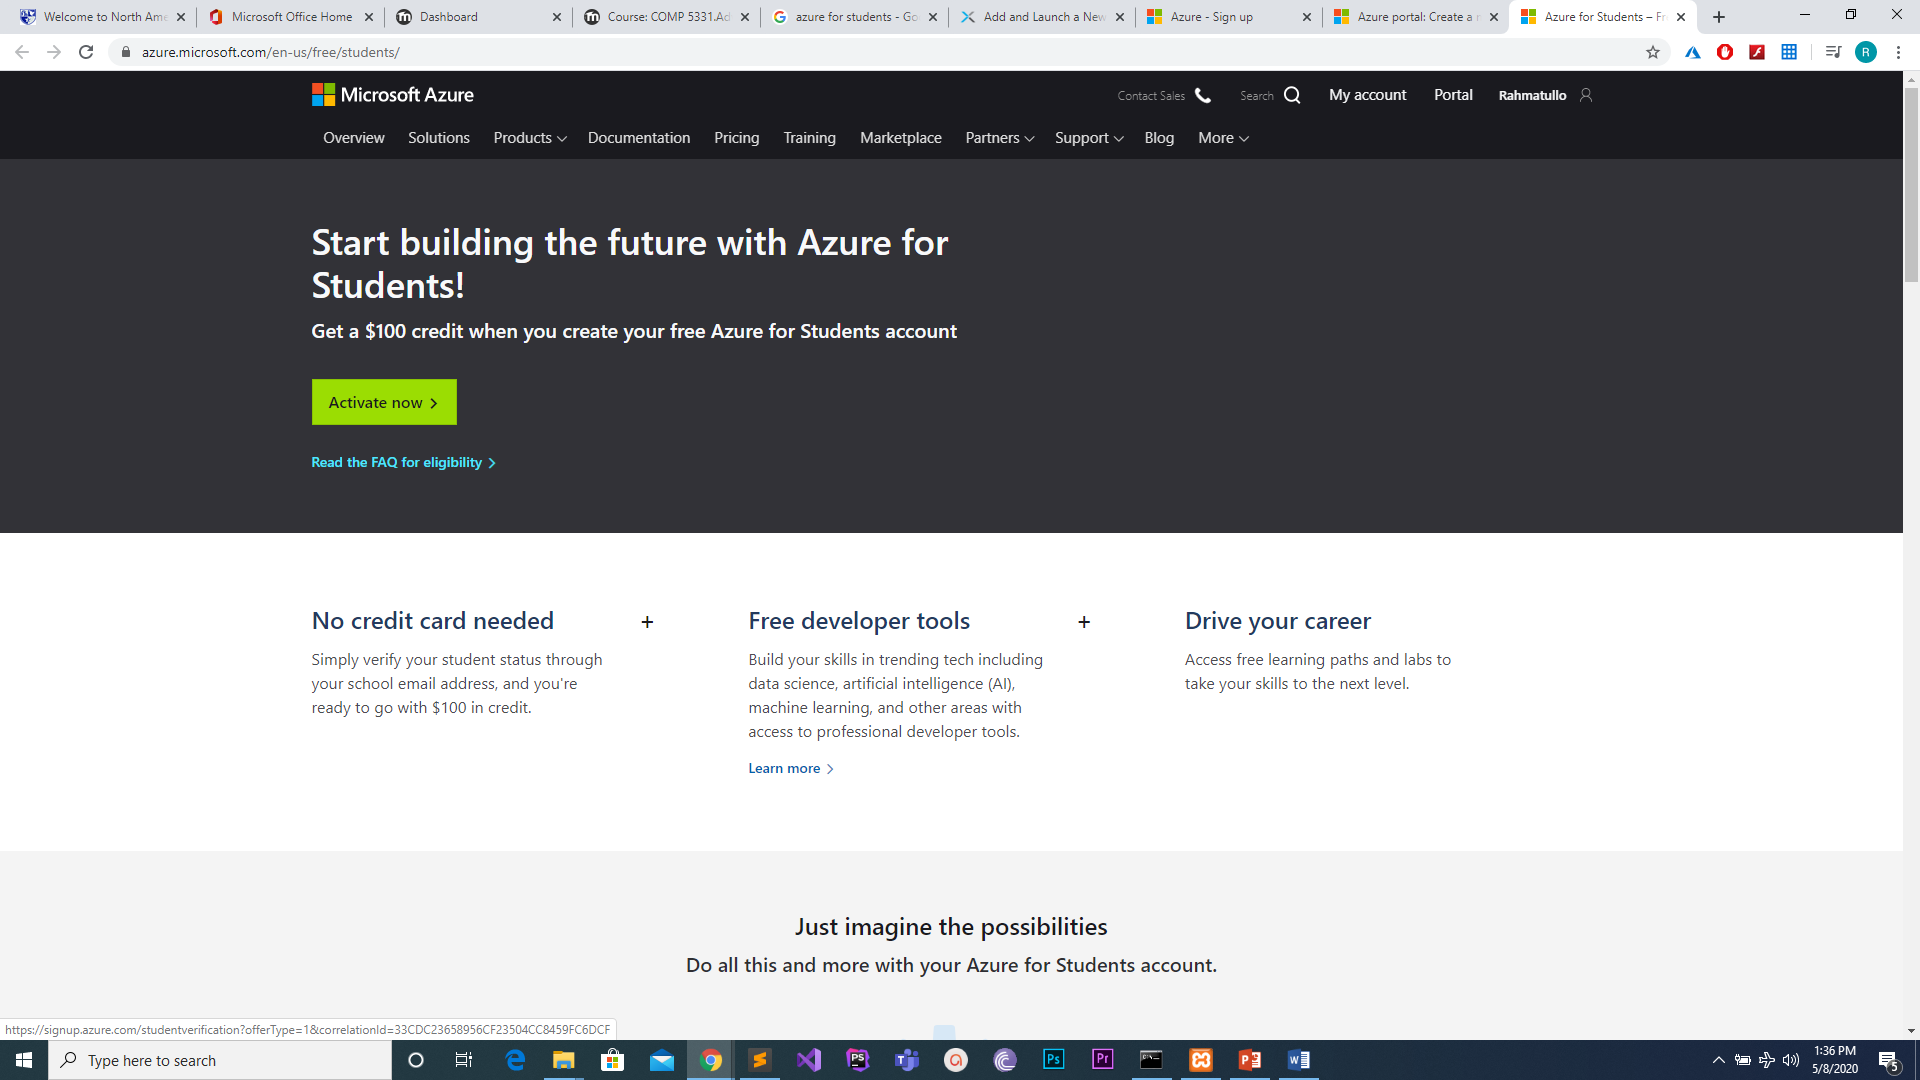 Welcome to North Ame
Microsoft Office Home
Dashboard
Course: COMP 5331.Ad
azure for students - Go
Add and Launch a New
Azure - Sign up
Azure portal: Create a r
Azure for Students – Fr
azure.microsoft.com/en-us/free/students/
R
Microsoft Azure
Contact Sales
Search
My account
Portal
Rahmatullo
Overview
Solutions
Products
Documentation
Pricing
Training
Marketplace
Partners
Support
Blog
More
Start building the future with Azure for
Students!
Get a $100 credit when you create your free Azure for Students account
Activate now
Read the FAQ for eligibility
No credit card needed
+
Simply verify your student status through
your school email address, and you're
ready to go with $100 in credit.
Free developer tools
+
Build your skills in trending tech including
data science, artificial intelligence (AI),
machine learning, and other areas with
access to professional developer tools.
Learn more
Drive your career
Access free learning paths and labs to
take your skills to the next level.
Just imagine the possibilities
Do all this and more with your Azure for Students account.
https://signup.azure.com/studentverification?offerType=1&correlationId=33CDC23658956CF23504CC8459FC6DCF
Type here to search
PS
Ps
Pr
1:36 PM
5/8/2020
5